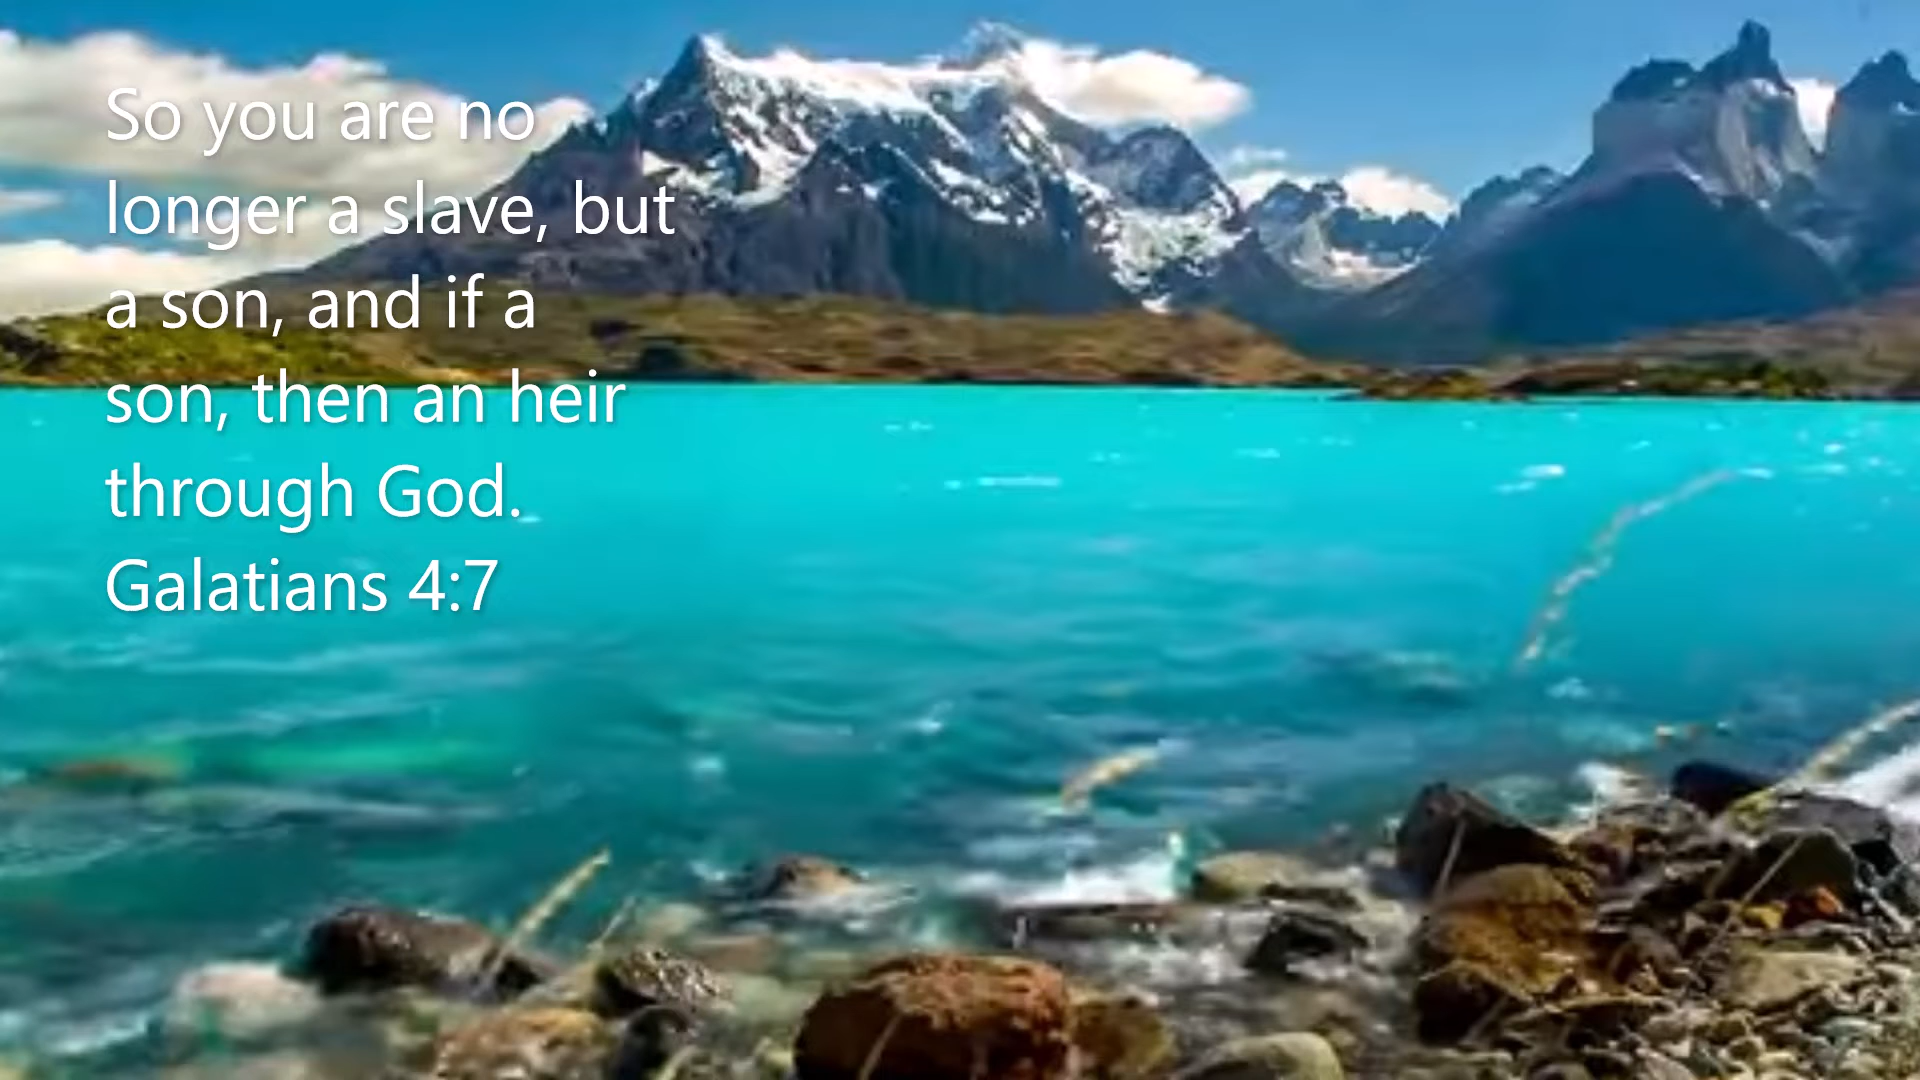 So you are no
longer a slave, but
a son, and if a
son, then an heir
through God.
Galatians 4:7